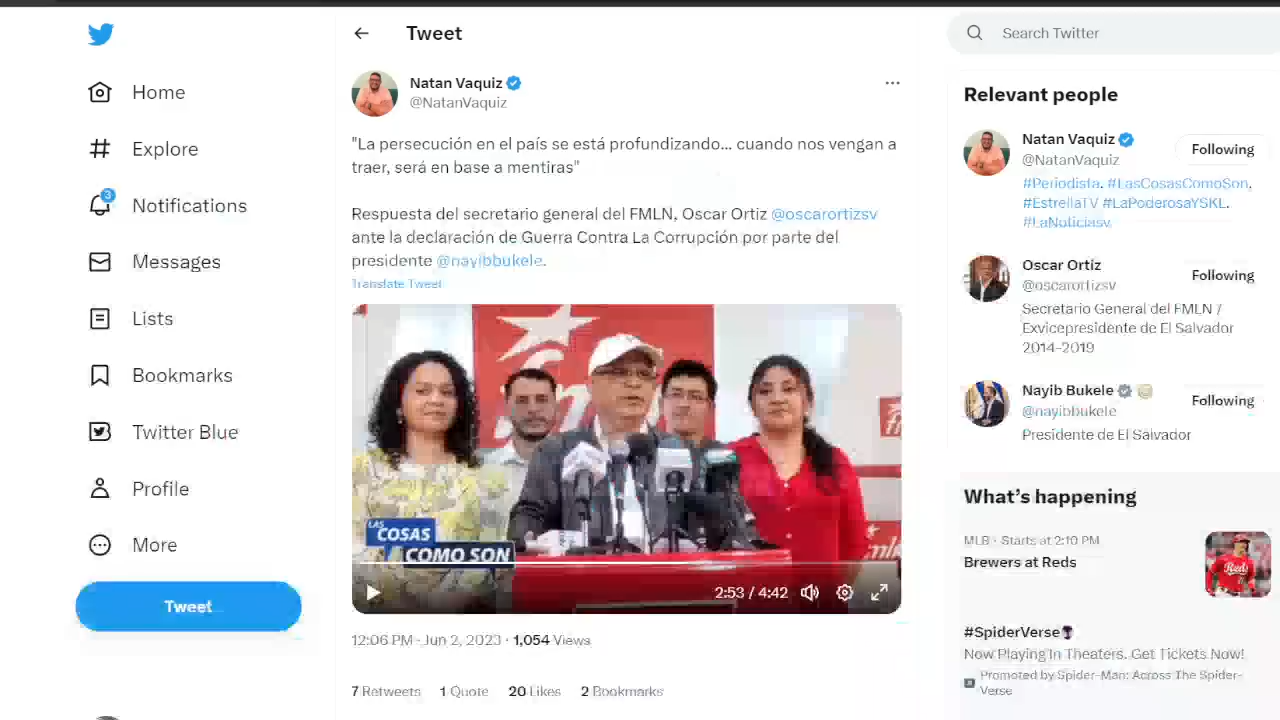 Tweet
Search Twitter
Home
Explore
3
Notifications
Messages
Lists
Bookmarks
Twitter Blue
Profile
More
Tweet
Natan Vaquiz
@NatanVaquiz
"La persecución en el país se está profundizando... cuando nos vengan a
traer, será en base a mentiras"
Respuesta del secretario general del FMLN, Oscar Ortiz @oscarortizsv
ante la declaración de Guerra Contra La Corrupción por parte del
presidente @nayibbukele.
Translate Tweet
fmln
LAS
COSAS
COMO SON
2:53 / 4:42
12:06 PM · Jun 2, 2023 · 1,054 Views
7 Retweets 1 Quote 20 Likes 2 Bookmarks
Relevant people
Natan Vaquiz
@NatanVaquiz
Following
#Periodista. #LasCosasComoSon.
#EstrellaTV #LaPoderosaYSKL.
#LaNoticiasv
Oscar Ortiz
@oscarortizsv
Following
Secretario General del FMLN /
Exvicepresidente de El Salvador
2014-2019
Nayib Bukele
@nayibbukele
Following
Presidente de El Salvador
What's happening
MLB · Starts at 2:10 PM
Brewers at Reds
Reds
#SpiderVerse
Now Playing In Theaters. Get Tickets Now!
Promoted by Spider-Man: Across The Spider-
Verse